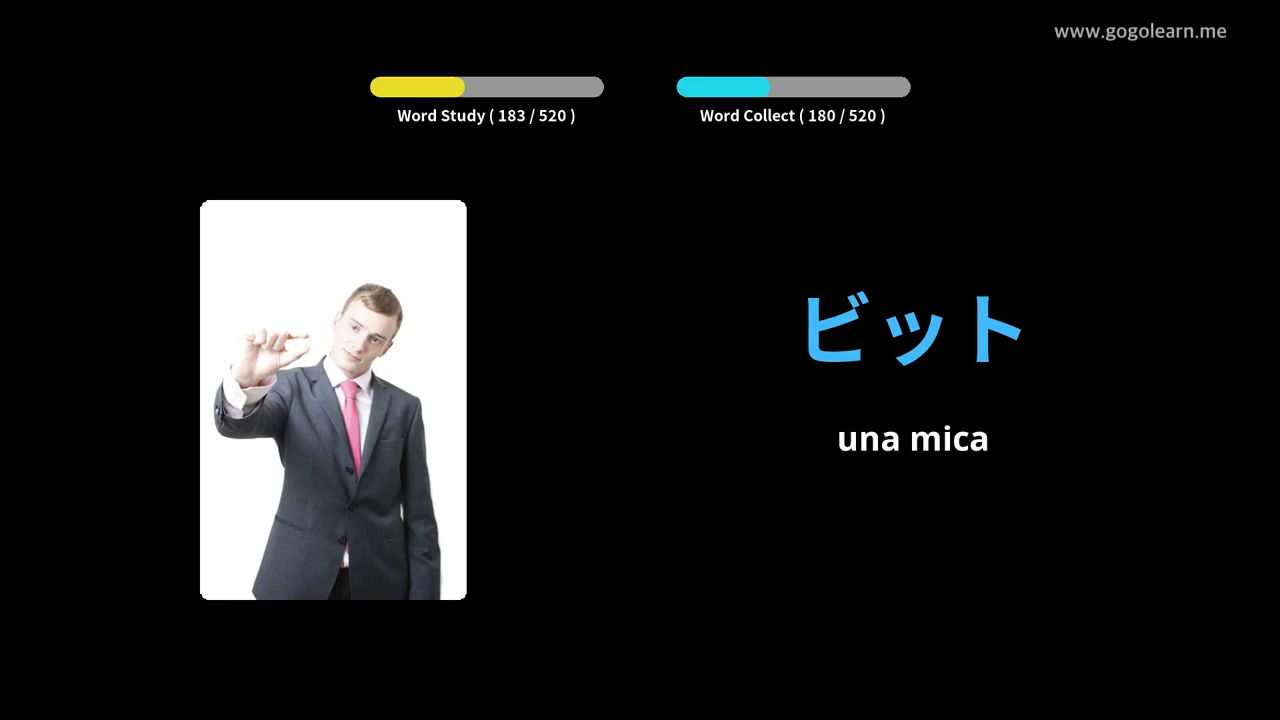 www.gogolearn.me
Word Study ( 183 / 520 )
Word Collect ( 180 / 520 )
ビット
una mica